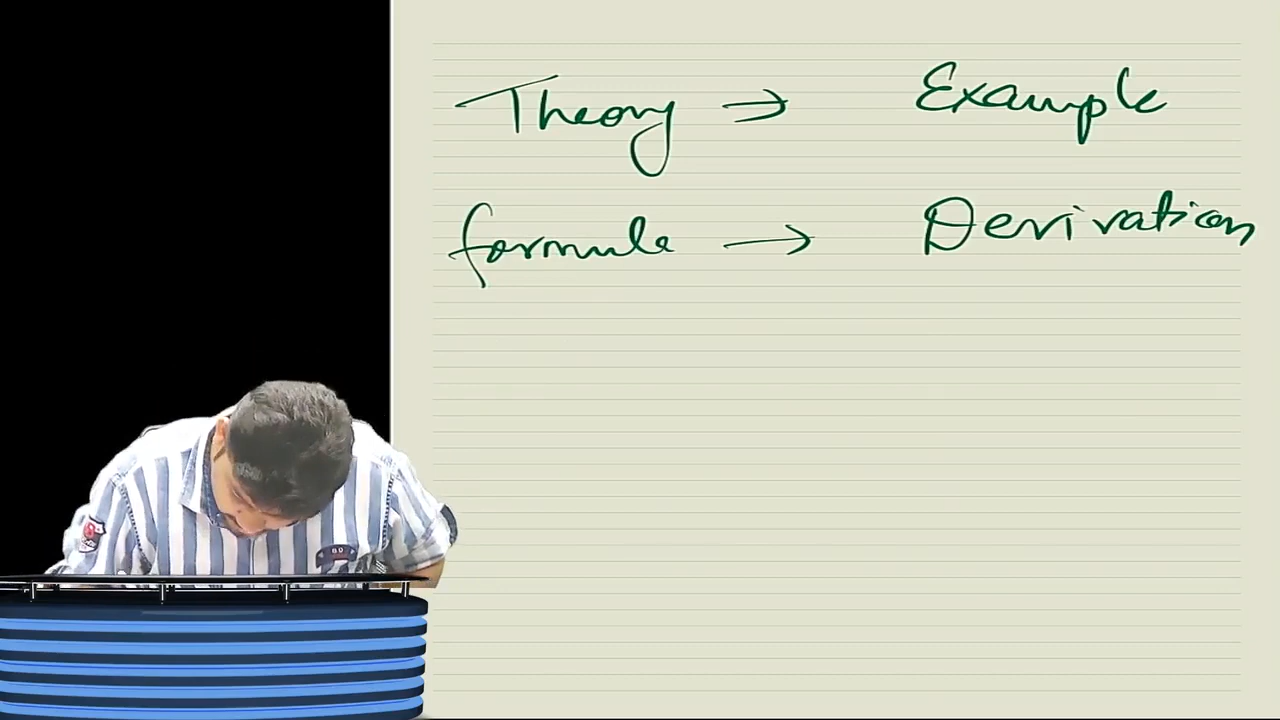 Theory → Example
formula → Derivation